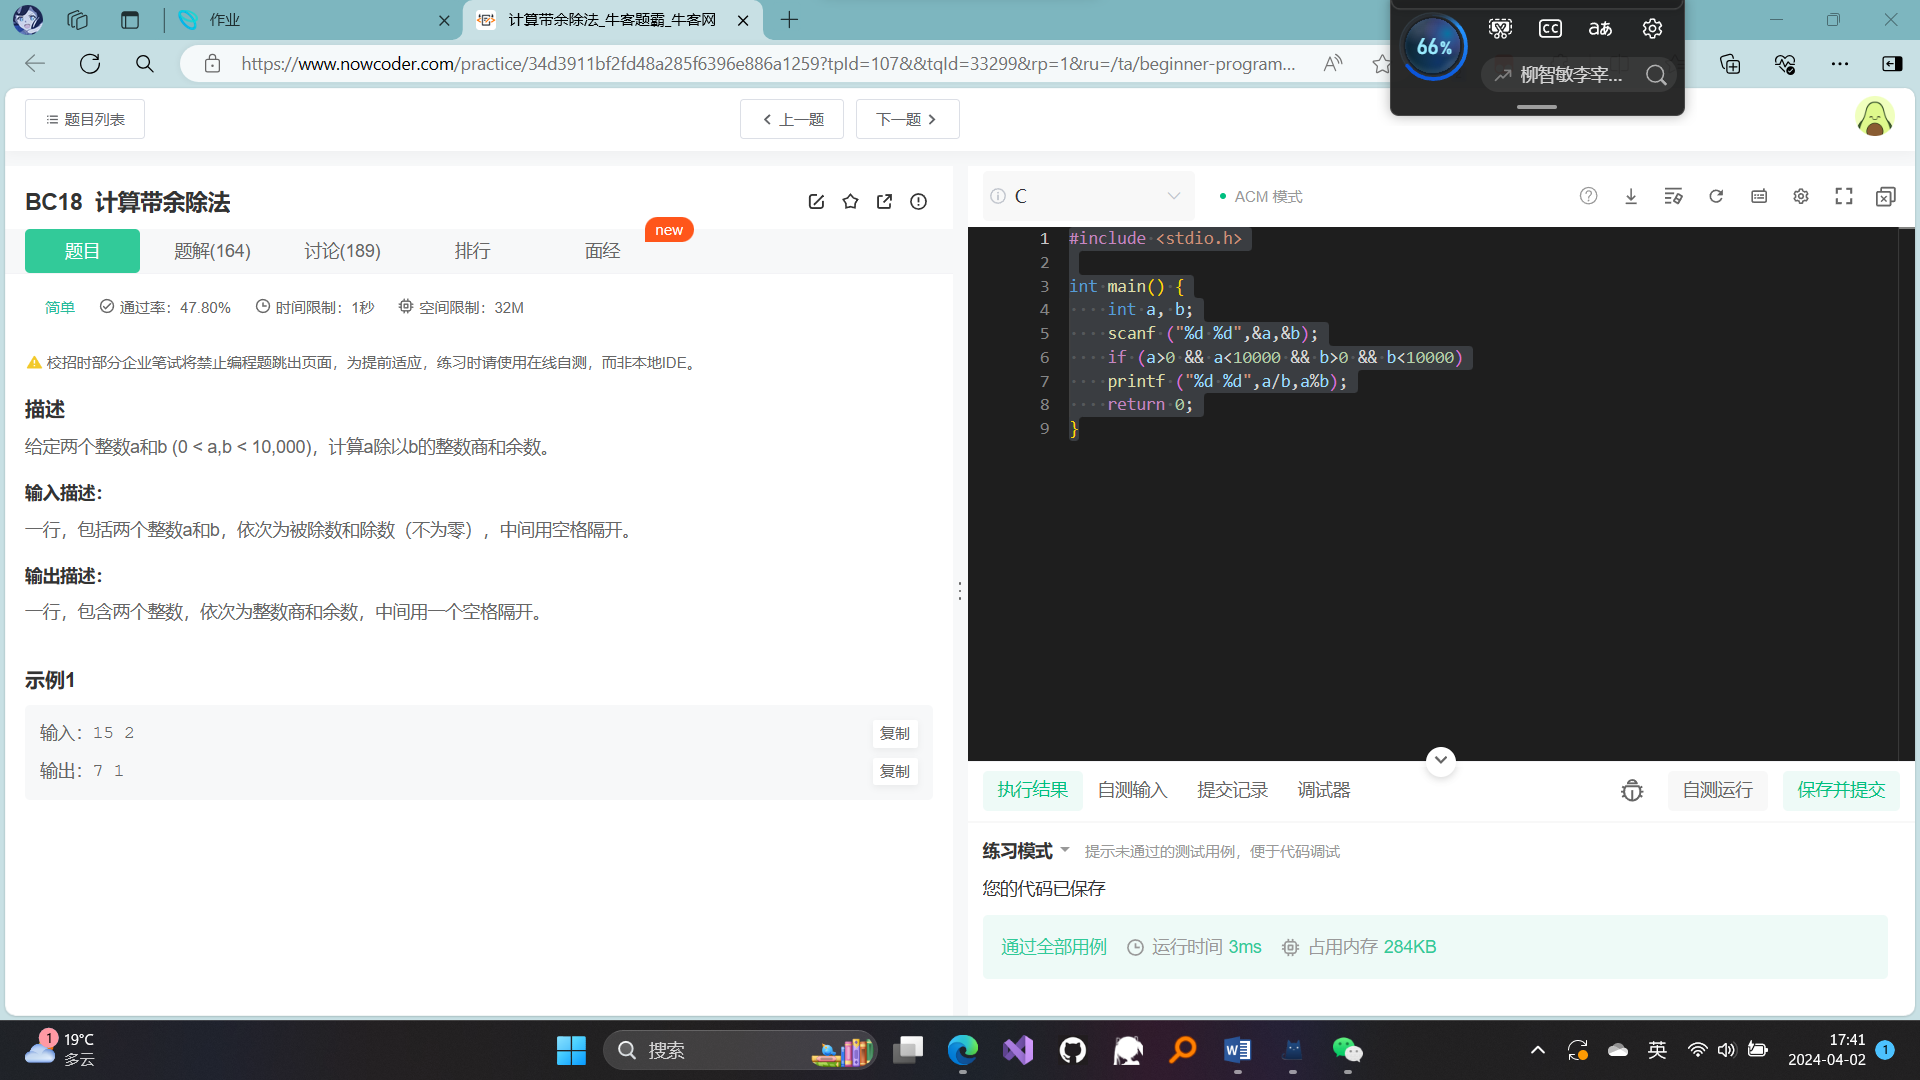 作业
计算带余除法_牛客题霸_牛客网
https://www.nowcoder.com/practice/34d3911bf2fd48a285f6396e886a1259?tpId=107&&tqId=33299&rp=1&ru=/ta/beginner-program...
66%
CC
aあ
柳智敏李宰...
题目列表
上一题
下一题
BC18 计算带余除法
题目
题解(164)
讨论(189)
排行
面经
new
简单 通过率：47.80% 时间限制：1秒 空间限制：32M
校招时部分企业笔试将禁止编程题跳出页面，为提前适应，练习时请使用在线自测，而非本地IDE。
描述
给定两个整数a和b (0 < a,b < 10,000)，计算a除以b的整数商和余数。
输入描述：
一行，包括两个整数a和b，依次为被除数和除数（不为零），中间用空格隔开。
输出描述：
一行，包含两个整数，依次为整数商和余数，中间用一个空格隔开。
示例1
输入：15 2
复制
输出：7 1
复制
C
ACM 模式
1 #include <stdio.h>
2
3 int main() {
4 int a, b;
5 scanf ("%d %d",&a,&b);
6 if (a>0 && a<10000 && b>0 && b<10000)
7 printf ("%d %d",a/b,a%b);
8 return 0;
9 }
执行结果
自测输入
提交记录
调试器
自测运行
保存并提交
练习模式 提示未通过的测试用例，便于代码调试
您的代码已保存
通过全部用例 运行时间 3ms 占用内存 284KB
1
19°C
多云
搜索
英
17:41
2024-04-02
1